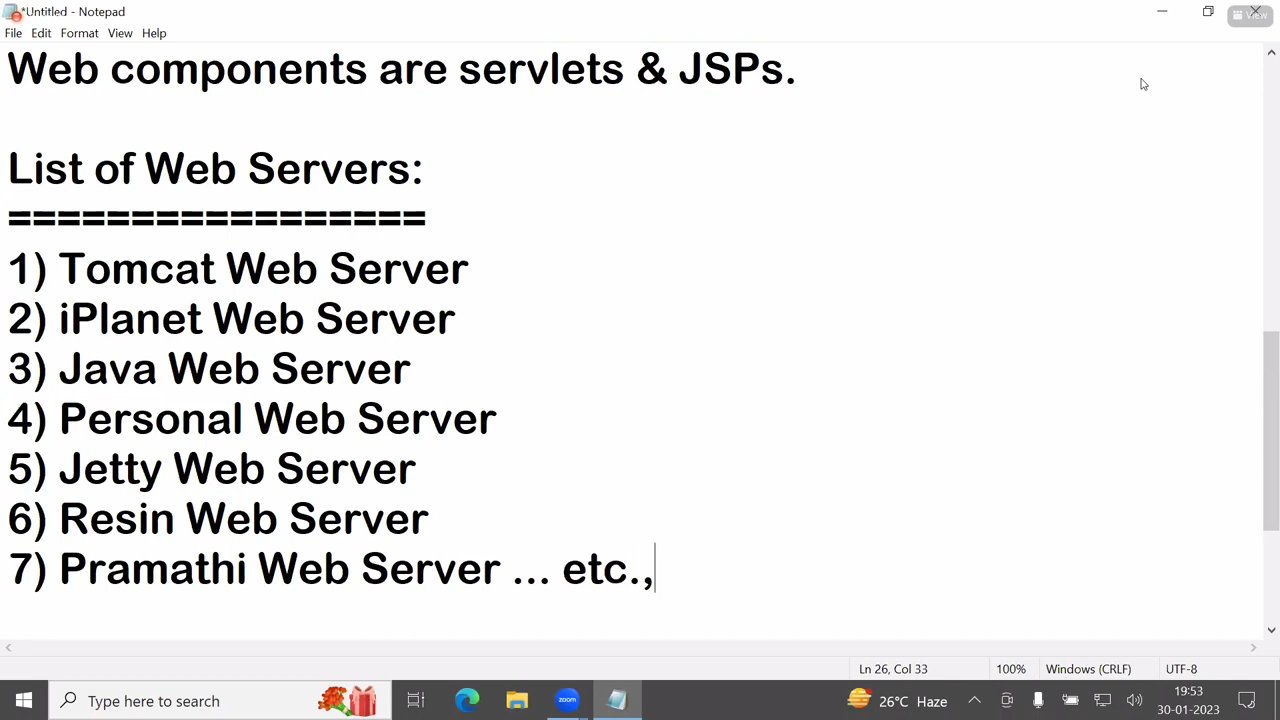 *Untitled - Notepad
View
File Edit Format View Help
Web components are servlets & JSPs.
List of Web Servers:
=================
1) Tomcat Web Server
2) iPlanet Web Server
3) Java Web Server
4) Personal Web Server
5) Jetty Web Server
6) Resin Web Server
7) Pramathi Web Server ... etc.,
Ln 26, Col 33 100% Windows (CRLF) UTF-8
Type here to search zoom 26°C Haze 19:53
30-01-2023